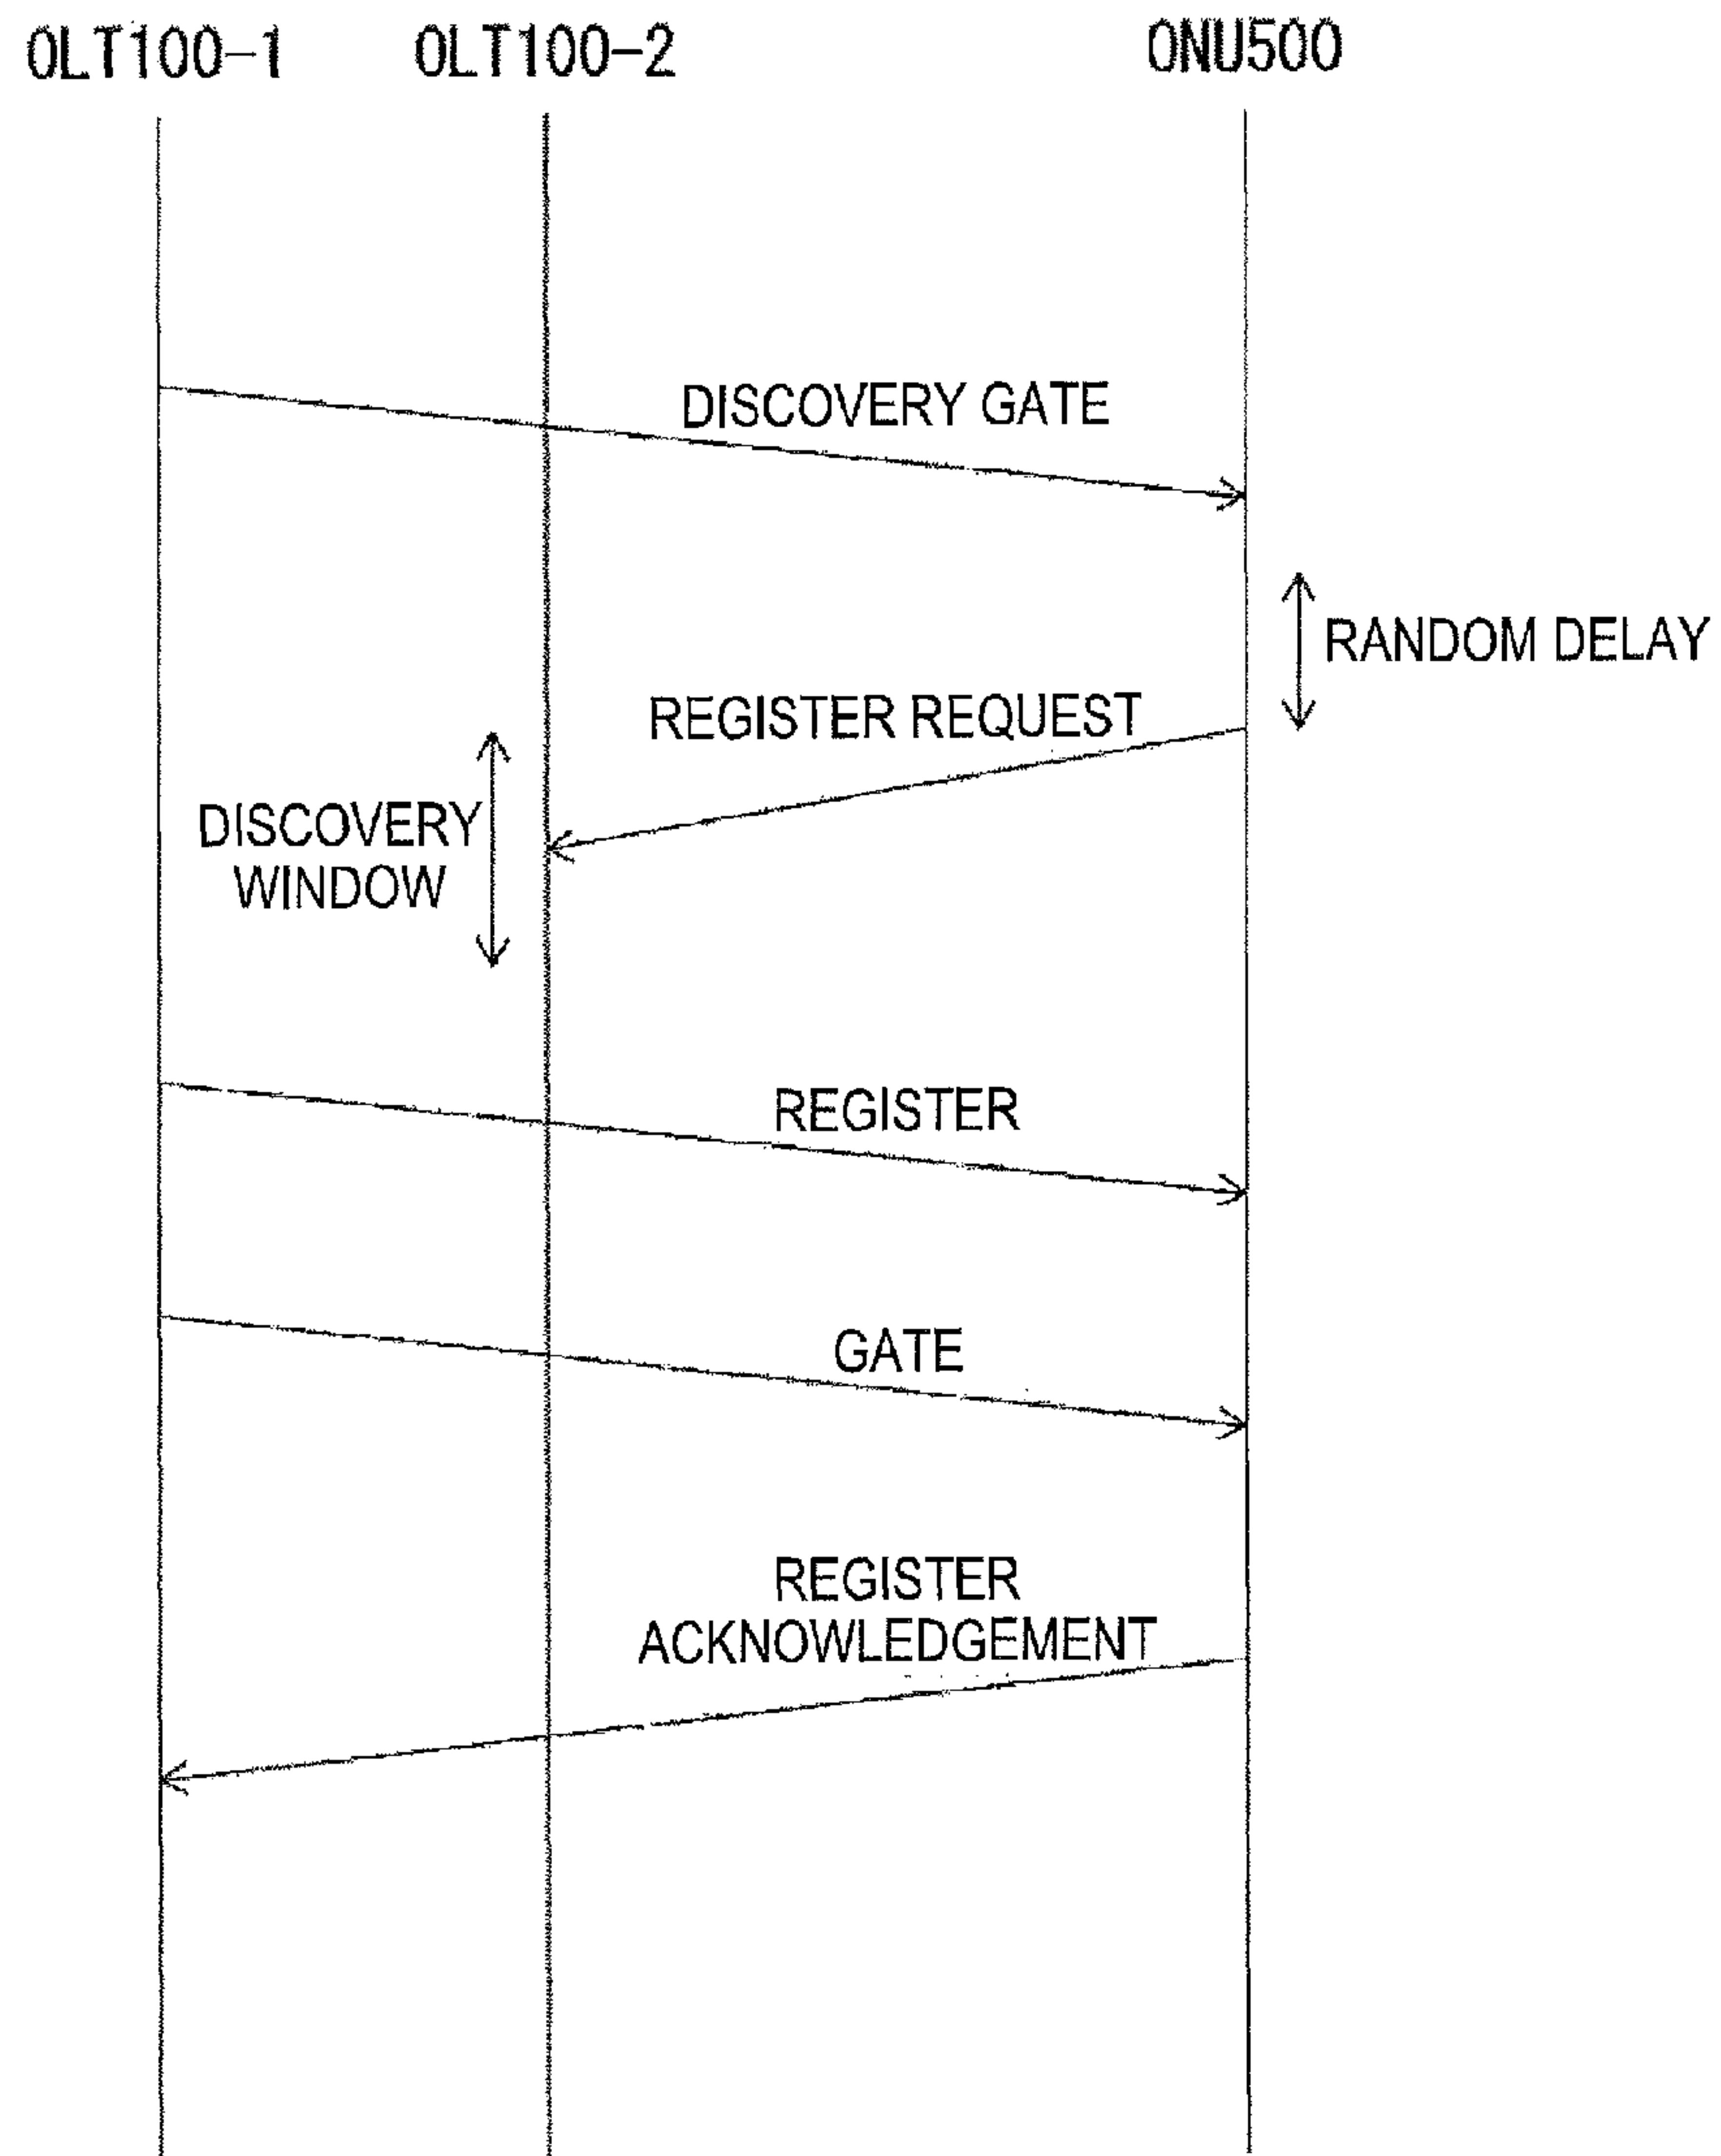 OLT100-1 OLT100-2 ONU500
DISCOVERY GATE
RANDOM DELAY
REGISTER REQUEST
DISCOVERY
WINDOW
REGISTER
GATE
REGISTER
ACKNOWLEDGEMENT